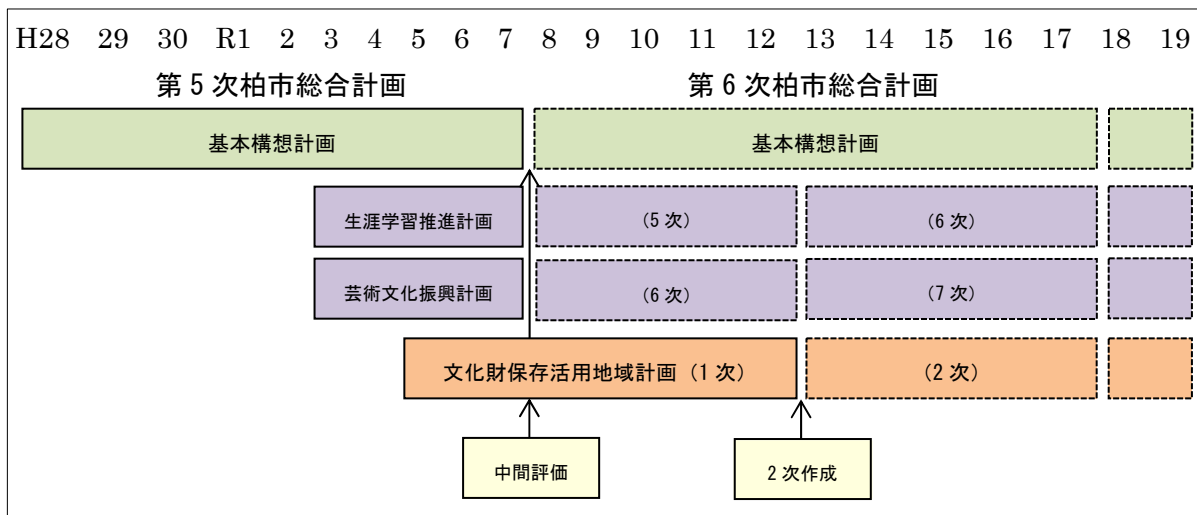 H28 29 30 R1 2 3 4 5 6 7 8 9 10 11 12 13 14 15 16 17 18 19
第5次柏市総合計画 第6次柏市総合計画
基本構想計画 基本構想計画
生涯学習推進計画 (5次) (6次)
芸術文化振興計画 (6次) (7次)
文化財保存活用地域計画(1次) (2次)
中間評価 2次作成